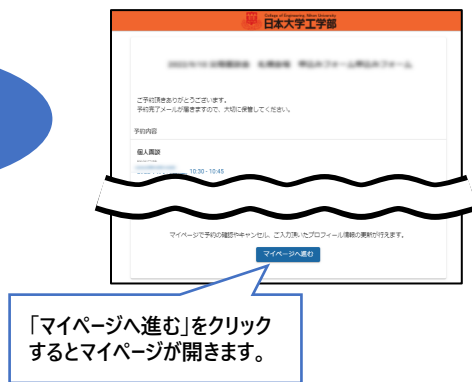 College of Engineering, Nihon University
日本大学工学部
ご予約頂きありがとうございます。
予約完了メールが届きますので、大切に保管してください。
予約内容
個人面談
10:30 - 10:45
マイページで予約の確認やキャンセル、ご入力頂いたプロフィール情報の更新が行えます。
マイページへ進む
「マイページへ進む」をクリック
するとマイページが開きます。